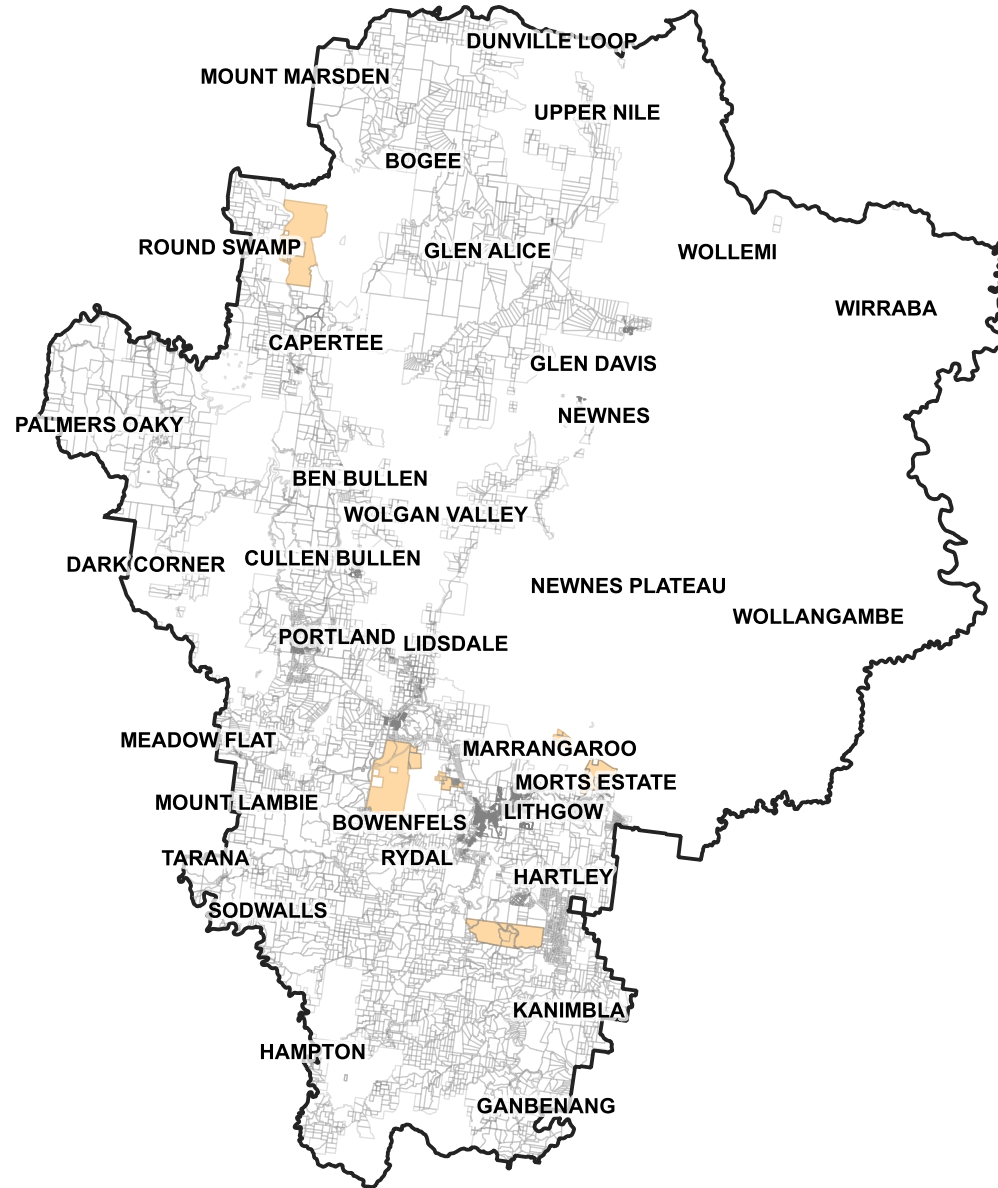 DUNVILLE LOOP
MOUNT MARSDEN
UPPER NILE
BOGEE
ROUND SWAMP
GLEN ALICE
WOLLEMI
WIRRABA
CAPERTEE
GLEN DAVIS
NEWNES
PALMERS OAKY
BEN BULLEN
WOLGAN VALLEY
CULLEN BULLEN
DARK CORNER
NEWNES PLATEAU
WOLLANGAMBE
PORTLAND
LIDSDALE
MEADOW FLAT
MARRANGAROO
MORTS ESTATE
MOUNT LAMBIE
LITHGOW
BOWENFELS
TARANA
RYDAL
HARTLEY
SODWALLS
KANIMBLA
HAMPTON
GANBENANG